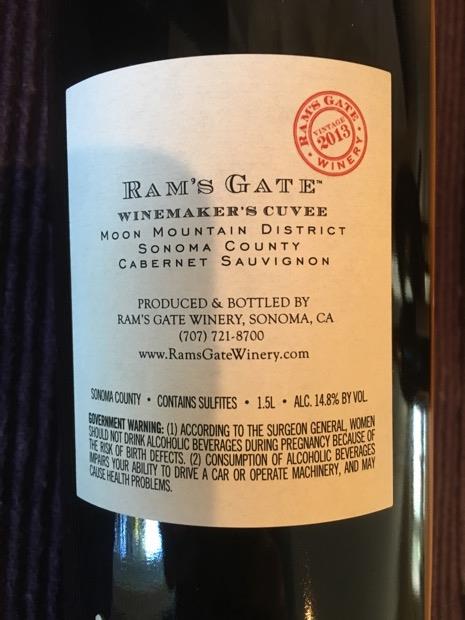 RAM'S GATE
VINTAGE
2013
WINERY
RAM'S GATE™
WINEMAKER'S CUVEE
MOON MOUNTAIN DISTRICT
SONOMA COUNTY
CABERNET SAUVIGNON
PRODUCED & BOTTLED BY
RAM'S GATE WINERY, SONOMA, CA
(707) 721-8700
www.RamsGateWinery.com
SONOMA COUNTY • CONTAINS SULFITES • 1.5L • ALC. 14.8% BY VOL.
GOVERNMENT WARNING: (1) ACCORDING TO THE SURGEON GENERAL, WOMEN
SHOULD NOT DRINK ALCOHOLIC BEVERAGES DURING PREGNANCY BECAUSE OF
THE RISK OF BIRTH DEFECTS. (2) CONSUMPTION OF ALCOHOLIC BEVERAGES
IMPAIRS YOUR ABILITY TO DRIVE A CAR OR OPERATE MACHINERY, AND MAY
CAUSE HEALTH PROBLEMS.